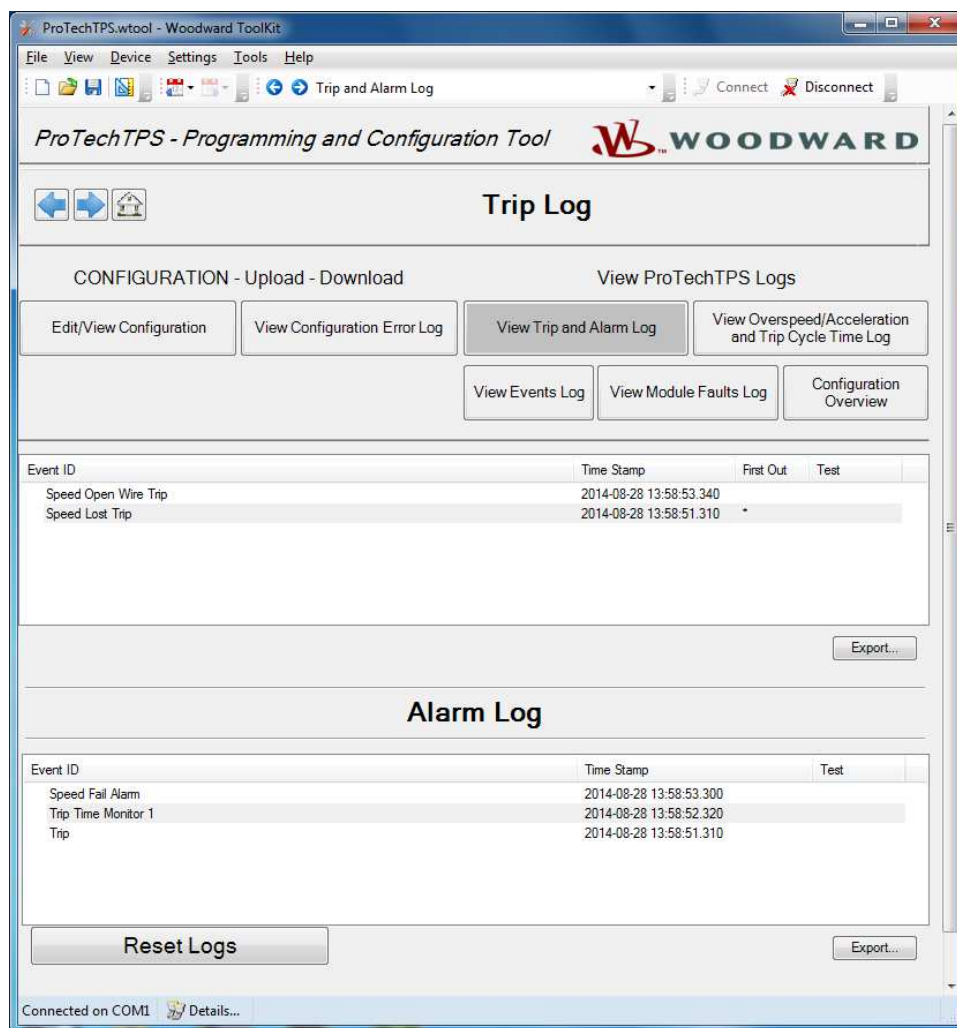 ProTechTPS.wtool - Woodward ToolKit
File View Device Settings Tools Help
Trip and Alarm Log Connect Disconnect
ProTechTPS - Programming and Configuration Tool WOODWARD
Trip Log
CONFIGURATION - Upload - Download View ProTechTPS Logs
Edit/View Configuration View Configuration Error Log View Trip and Alarm Log View Overspeed/Acceleration and Trip Cycle Time Log
View Events Log View Module Faults Log Configuration Overview
Event ID Time Stamp First Out Test
Speed Open Wire Trip 2014-08-28 13:58:53.340
Speed Lost Trip 2014-08-28 13:58:51.310 *
Export...
Alarm Log
Event ID Time Stamp Test
Speed Fail Alarm 2014-08-28 13:58:53.300
Trip Time Monitor 1 2014-08-28 13:58:52.320
Trip 2014-08-28 13:58:51.310
Reset Logs Export...
Connected on COM1 Details...